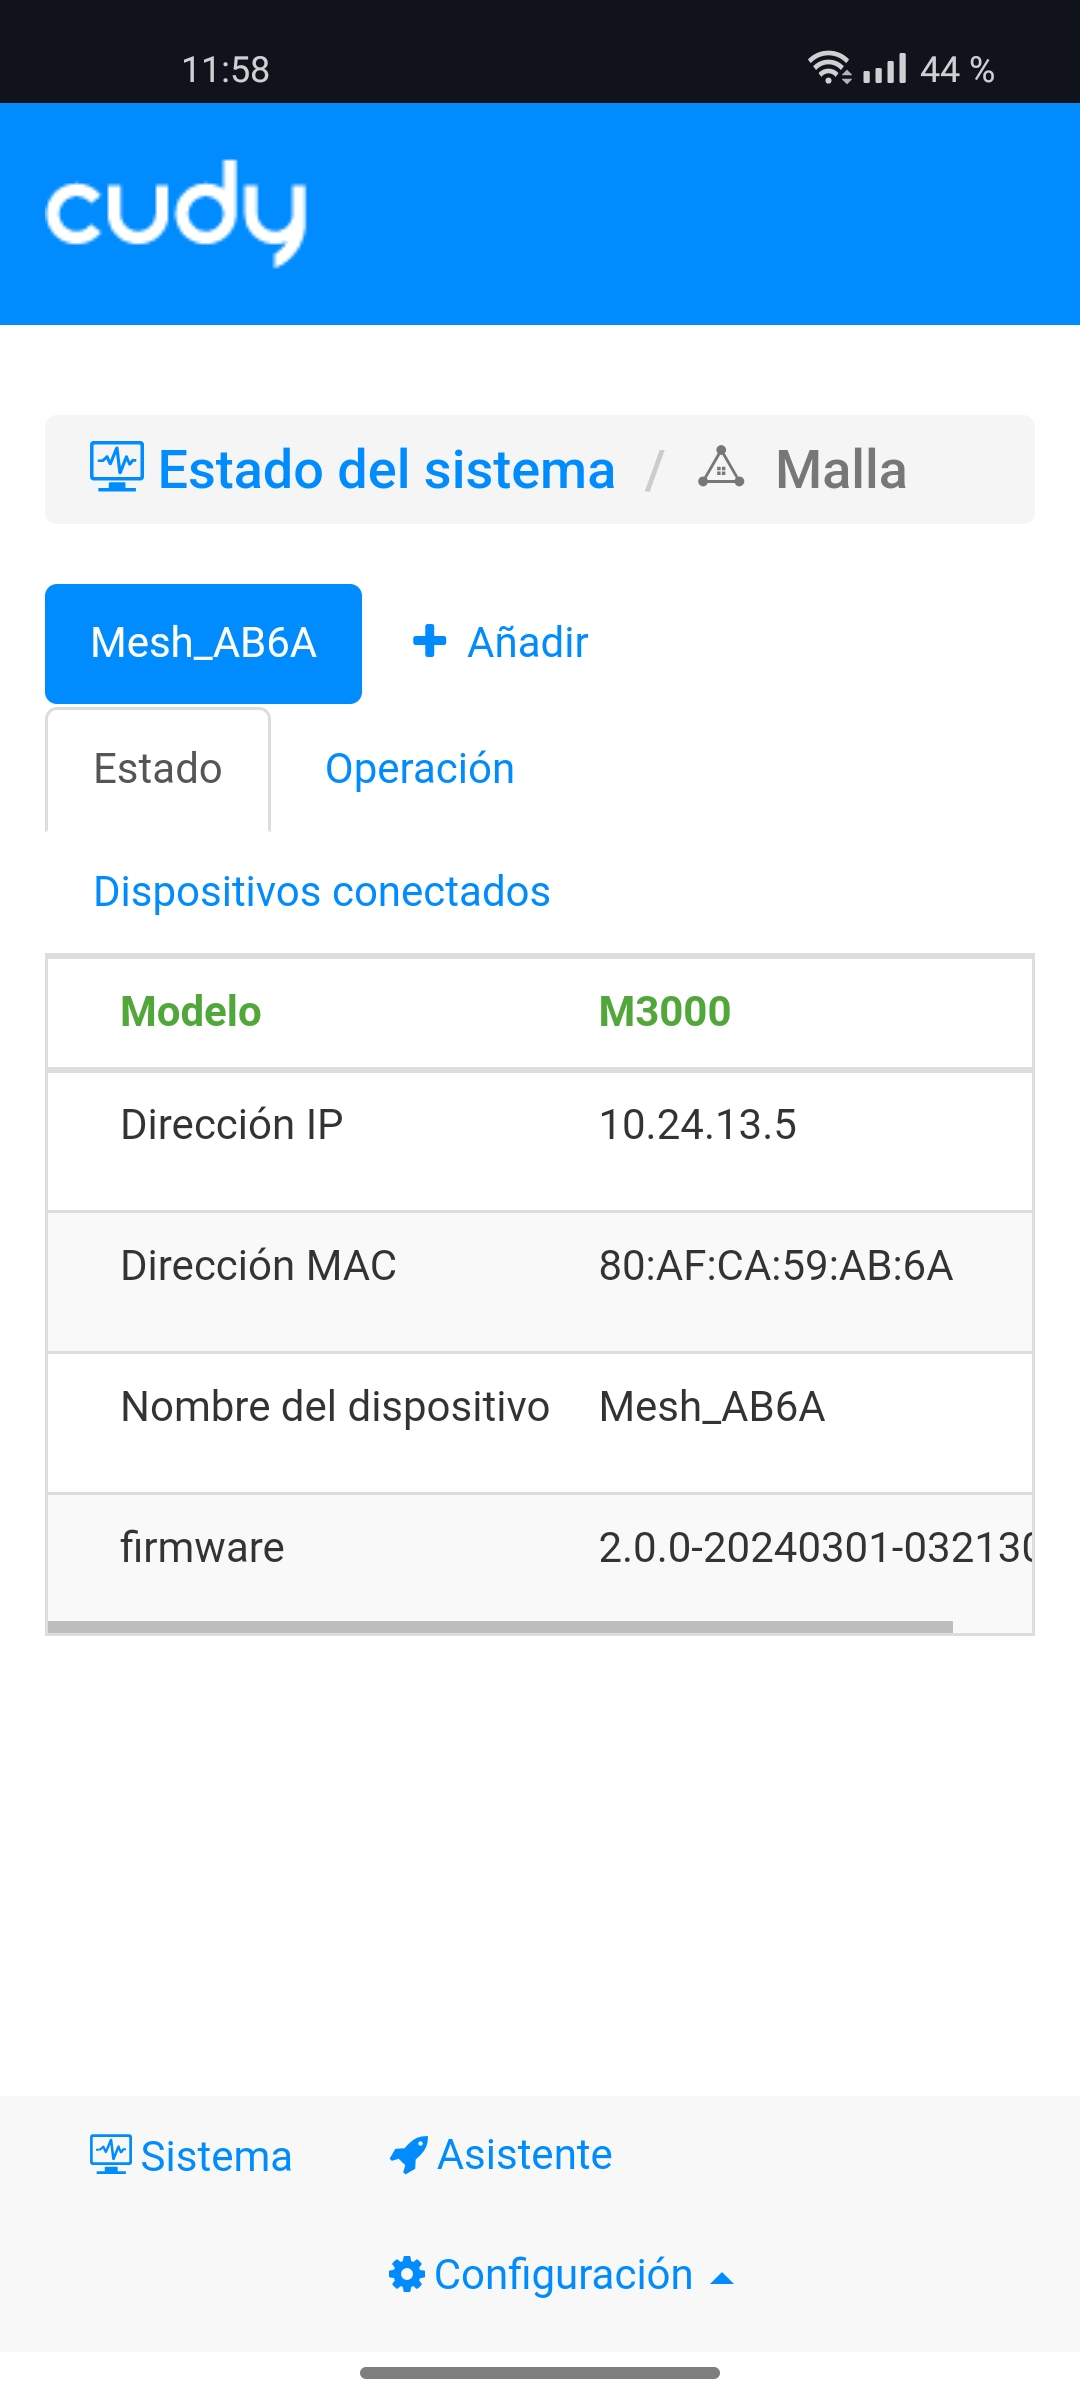 11:58 44 %
cudy
Estado del sistema / Malla
Mesh_AB6A + Añadir
Estado Operación
Dispositivos conectados
Modelo M3000
Dirección IP 10.24.13.5
Dirección MAC 80:AF:CA:59:AB:6A
Nombre del dispositivo Mesh_AB6A
firmware 2.0.0-20240301-032130
Sistema Asistente
Configuración